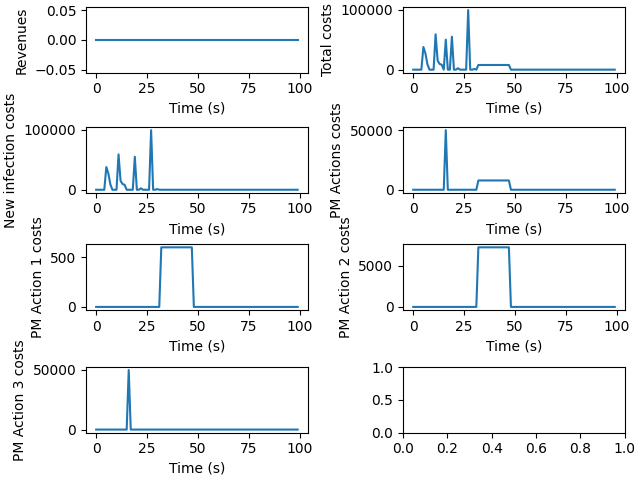 Revenues
0.05
0.00
−0.05
0 25 50 75 100
Time (s)
Total costs
100000
0
0 25 50 75 100
Time (s)
New infection costs
100000
0
0 25 50 75 100
Time (s)
PM Actions costs
50000
0
0 25 50 75 100
Time (s)
PM Action 1 costs
500
0
0 25 50 75 100
Time (s)
PM Action 2 costs
5000
0
0 25 50 75 100
Time (s)
PM Action 3 costs
50000
0
0 25 50 75 100
Time (s)
1.0
0.5
0.0
0.0 0.2 0.4 0.6 0.8 1.0